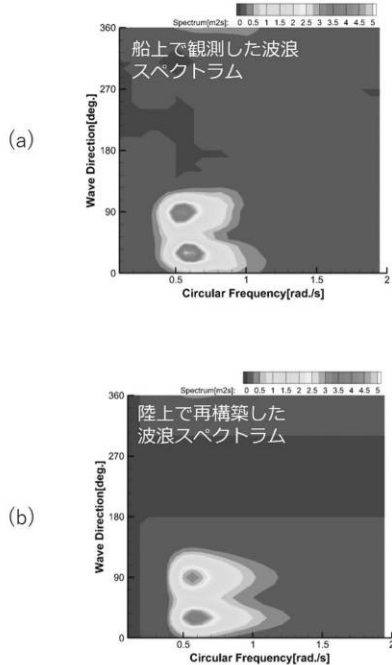 Spectrum[m2s]: 0 0.5 1 1.5 2 2.5 3 3.5 4 4.5 5
(a)
船上で観測した波浪
スペクトラム
Wave Direction[deg.]
360
270
180
90
0
0.5 1 1.5 2
Circular Frequency[rad./s]
Spectrum[m2s]: 0 0.5 1 1.5 2 2.5 3 3.5 4 4.5 5
(b)
陸上で再構築した
波浪スペクトラム
Wave Direction[deg.]
360
270
180
90
0
0.5 1 1.5 2
Circular Frequency[rad./s]